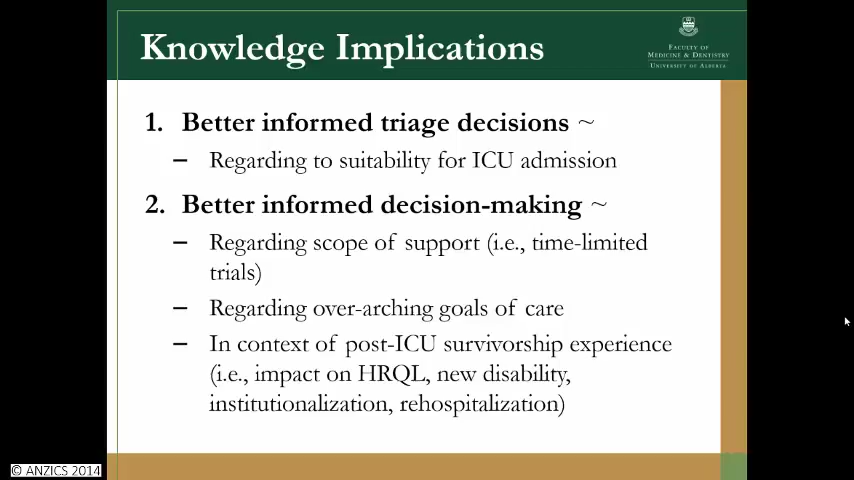 Knowledge Implications
FACULTY OF
MEDICINE & DENTISTRY
UNIVERSITY OF ALBERTA
1. Better informed triage decisions ~
– Regarding to suitability for ICU admission
2. Better informed decision-making ~
– Regarding scope of support (i.e., time-limited
trials)
– Regarding over-arching goals of care
– In context of post-ICU survivorship experience
(i.e., impact on HRQL, new disability,
institutionalization, rehospitalization)
© ANZICS 2014